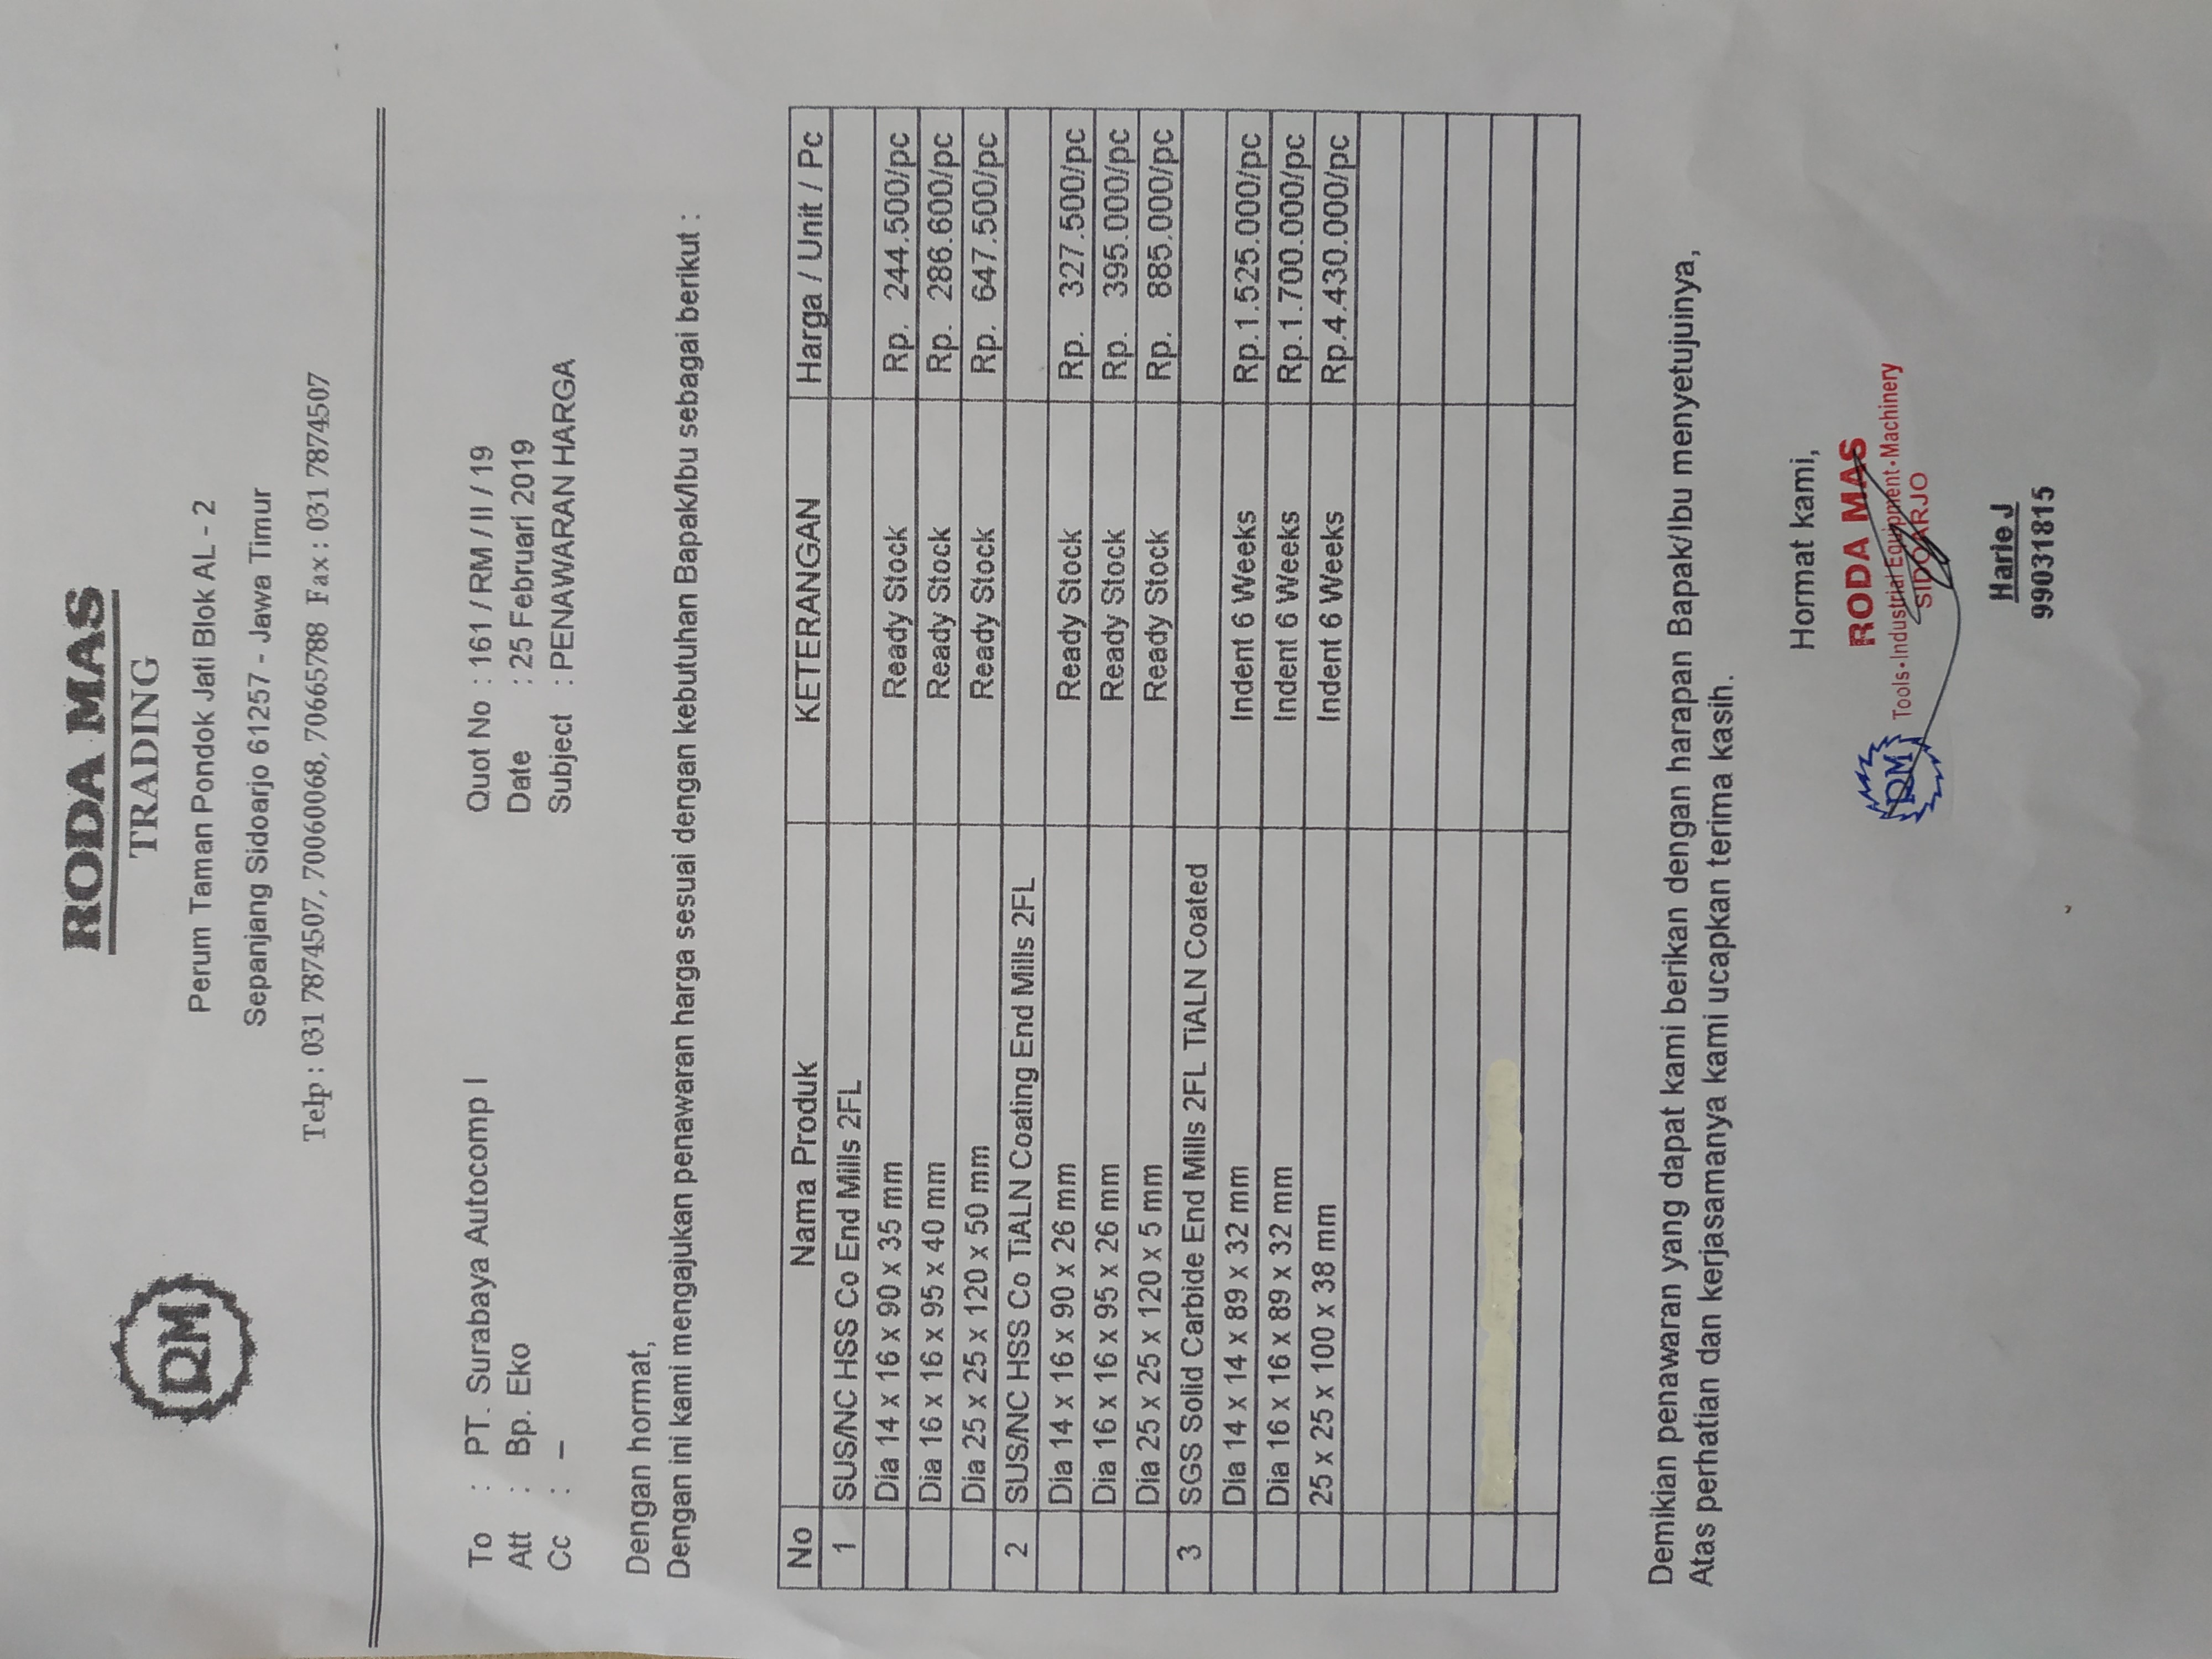 RODA MAS
TRADING
RM
Perum Taman Pondok Jati Blok AL - 2
Sepanjang Sidoarjo 61257 - Jawa Timur
Telp : 031 7874507, 70060068, 70665788 Fax : 031 7874507
To : PT. Surabaya Autocomp I
Att : Bp. Eko
Cc : –
Quot No : 161 / RM / II / 19
Date : 25 Februari 2019
Subject : PENAWARAN HARGA
Dengan hormat,
Dengan ini kami mengajukan penawaran harga sesuai dengan kebutuhan Bapak/Ibu sebagai berikut :
No Nama Produk KETERANGAN Harga / Unit / Pc
1 SUS/NC HSS Co End Mills 2FL
Dia 14 x 16 x 90 x 35 mm Ready Stock Rp. 244.500/pc
Dia 16 x 16 x 95 x 40 mm Ready Stock Rp. 286.600/pc
Dia 25 x 25 x 120 x 50 mm Ready Stock Rp. 647.500/pc
2 SUS/NC HSS Co TiALN Coating End Mills 2FL
Dia 14 x 16 x 90 x 26 mm Ready Stock Rp. 327.500/pc
Dia 16 x 16 x 95 x 26 mm Ready Stock Rp. 395.000/pc
Dia 25 x 25 x 120 x 5 mm Ready Stock Rp. 885.000/pc
3 SGS Solid Carbide End Mills 2FL TiALN Coated
Dia 14 x 14 x 89 x 32 mm Indent 6 Weeks Rp.1.525.000/pc
Dia 16 x 16 x 89 x 32 mm Indent 6 Weeks Rp.1.700.000/pc
25 x 25 x 100 x 38 mm Indent 6 Weeks Rp.4.430.000/pc
Demikian penawaran yang dapat kami berikan dengan harapan Bapak/Ibu menyetujuinya,
Atas perhatian dan kerjasamanya kami ucapkan terima kasih.
Hormat kami,
RODA MAS
RM Tools•Industrial Equipment•Machinery
SIDOARJO
Harie J
99031815